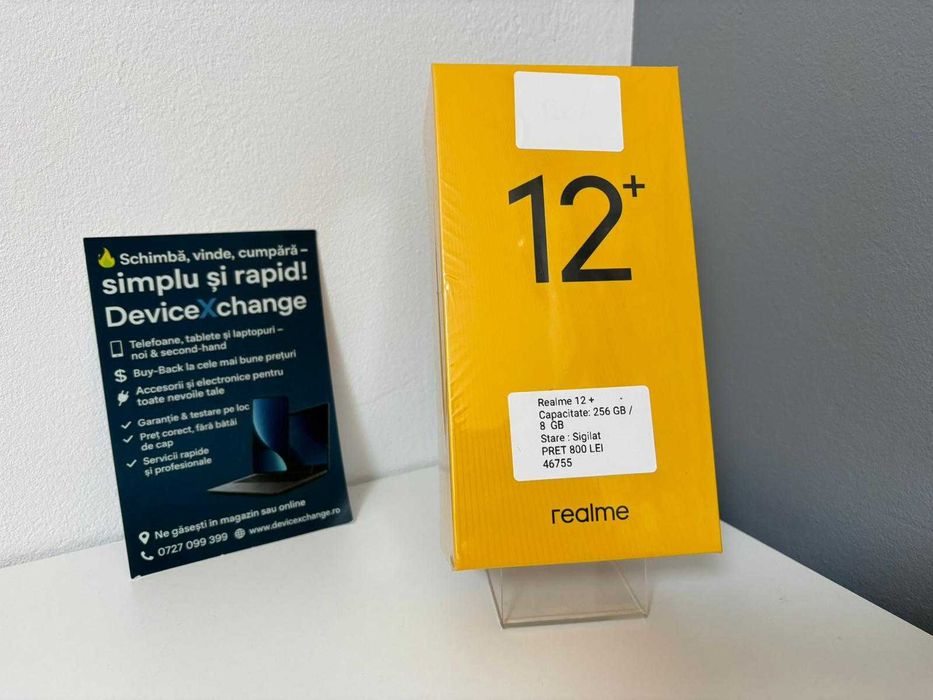 Schimbă, vinde, cumpără –
simplu și rapid!
DeviceXchange
Telefoane, tablete și laptopuri –
noi & second-hand
Buy-Back la cele mai bune prețuri
Accesorii și electronice pentru
toate nevoile tale
Garanție & testare pe loc
Preț corect, fără bătăi
de cap
Servicii rapide
și profesionale
Ne găsești in magazin sau online
0727 099 399 www.devicexchange.ro
12+
Realme 12 +
Capacitate: 256 GB /
8 GB
Stare : Sigilat
PRET 800 LEI
46755
realme